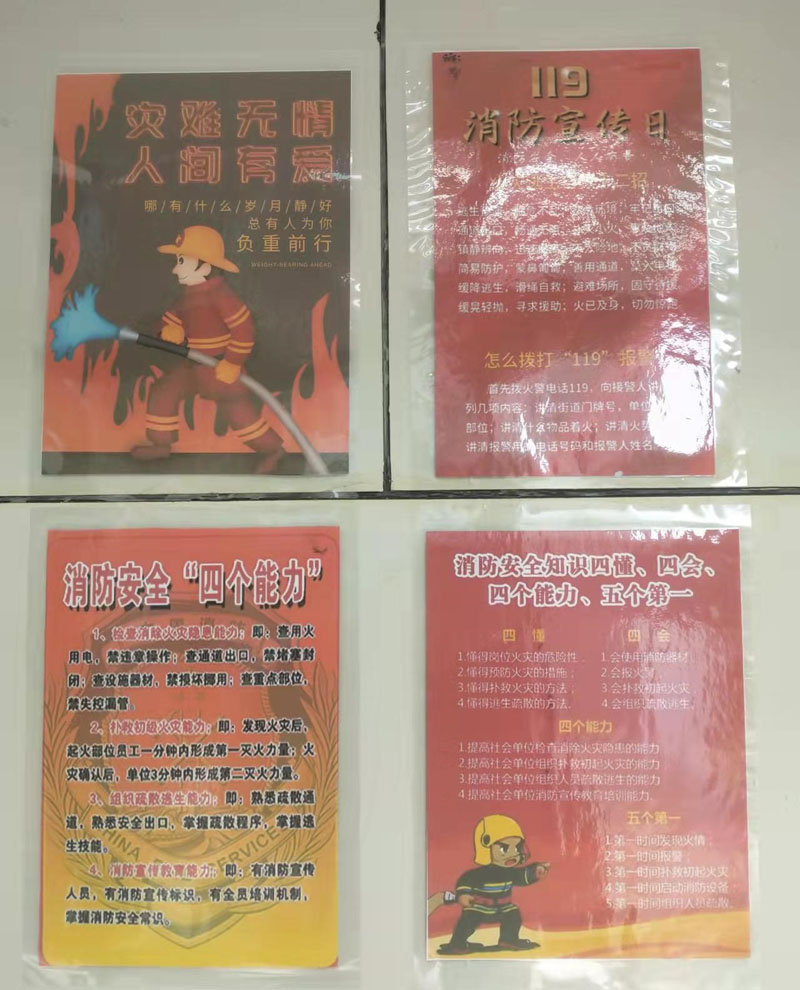 灾难无情
人间有爱
哪/有/什/么/岁/月/静/好
总有人为你
负重前行
WEIGHT-BEARING AHEAD
119
消防宣传日
二招
简易防护，蒙鼻匍匐；善用通道，
缓降逃生，滑绳自救；避难场所，固守待援
缓晃轻抛，寻求援助；火已及身，切勿惊跑
怎么拨打“119”报警
首先拨火警电话119，向接警人讲
列几项内容：讲清街道门牌号，单位
部位；讲清什么物品着火；讲清火势
讲清报警用电话号码和报警人姓名
消防安全“四个能力”
1、检查消除火灾隐患能力：即：查用火
用电，禁违章操作；查通道出口，禁堵塞封
闭；查设施器材，禁损坏挪用；查重点部位，
禁失控漏管。
2、扑救初级火灾能力：即：发现火灾后，
起火部位员工一分钟内形成第一灭火力量；火
灾确认后，单位3分钟内形成第二灭火力量。
3、组织疏散逃生能力：即：熟悉疏散通
道，熟悉安全出口，掌握疏散程序，掌握逃
生技能。
4、消防宣传教育能力：即：有消防宣传
人员，有消防宣传标识，有全员培训机制，
掌握消防安全常识。
消防安全知识四懂、四会、
四个能力、五个第一
四懂
1.懂得岗位火灾的危险性
2.懂得预防火灾的措施；
3.懂得扑救火灾的方法；
4.懂得逃生疏散的方法。
四会
1.会使用消防器材；
2.会报火警；
3.会扑救初起火灾；
4.会组织疏散逃生。
四个能力
1.提高社会单位检查消除火灾隐患的能力
2.提高社会单位组织扑救初起火灾的能力；
3.提高社会单位组织人员疏散逃生的能力
4.提高社会单位消防宣传教育培训能力。
五个第一
1.第一时间发现火情；
2.第一时间报警；
3.第一时间扑救初起火灾；
4.第一时间启动消防设备；
5.第一时间组织人员疏散。